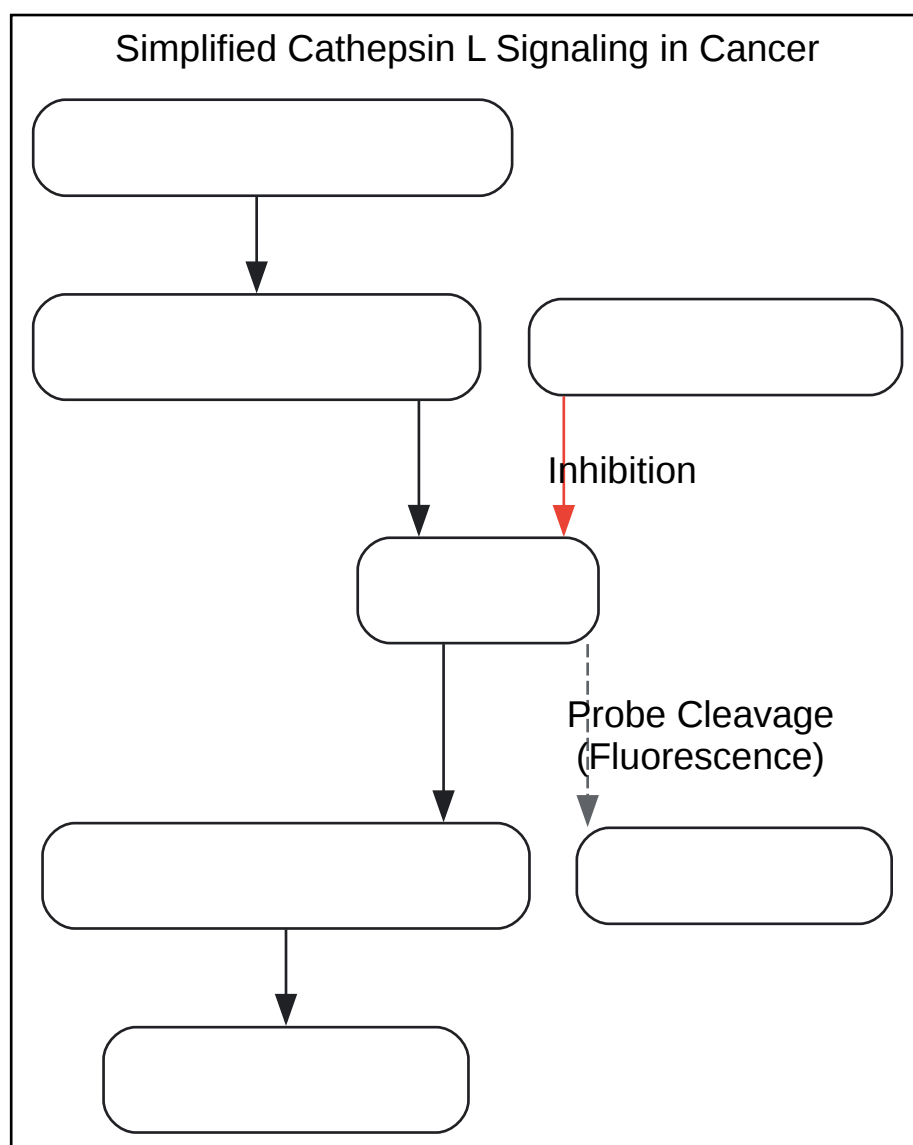 Simplified Cathepsin L Signaling in Cancer
Inhibition
Probe Cleavage
(Fluorescence)